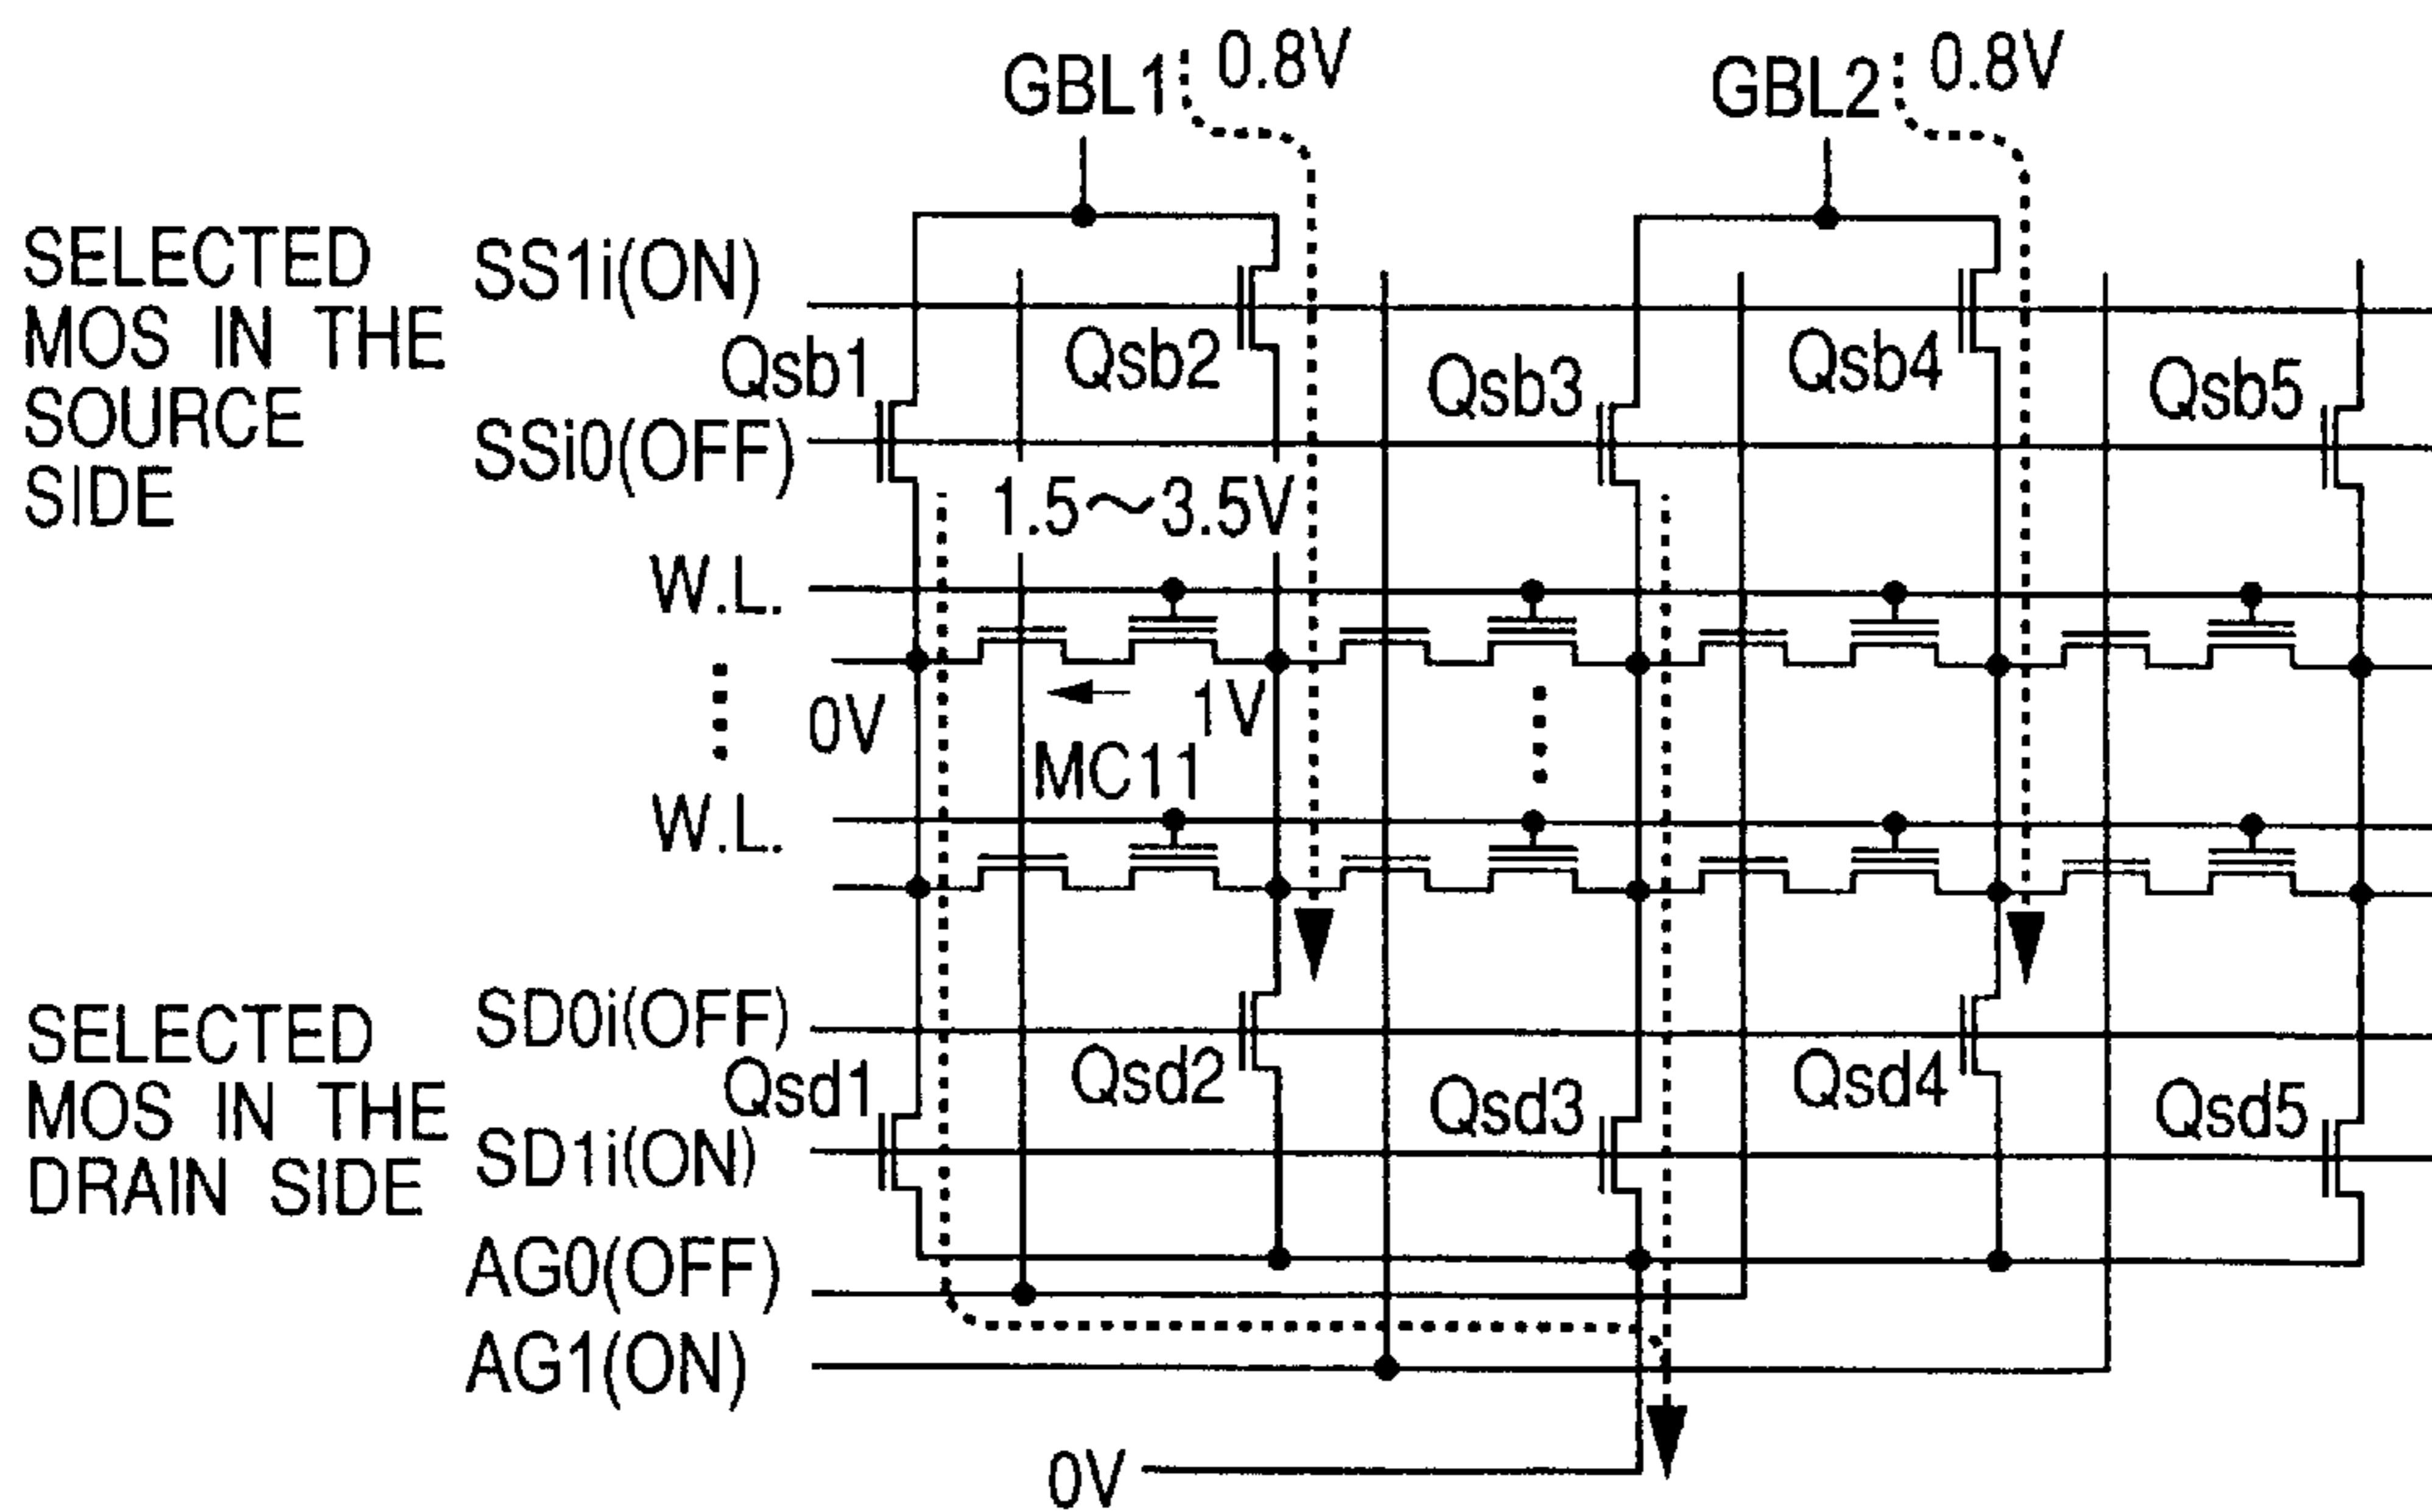 GBL1
0.8V
GBL2
0.8V
SELECTED
MOS IN THE
SOURCE
SIDE
SS1i(ON)
Qsb1
Qsb2
Qsb3
Qsb4
Qsb5
SSi0(OFF)
1.5～3.5V
W.L.
0V
1V
MC11
W.L.
SELECTED
MOS IN THE
DRAIN SIDE
SD0i(OFF)
Qsd1
Qsd2
Qsd3
Qsd4
Qsd5
SD1i(ON)
AG0(OFF)
AG1(ON)
0V